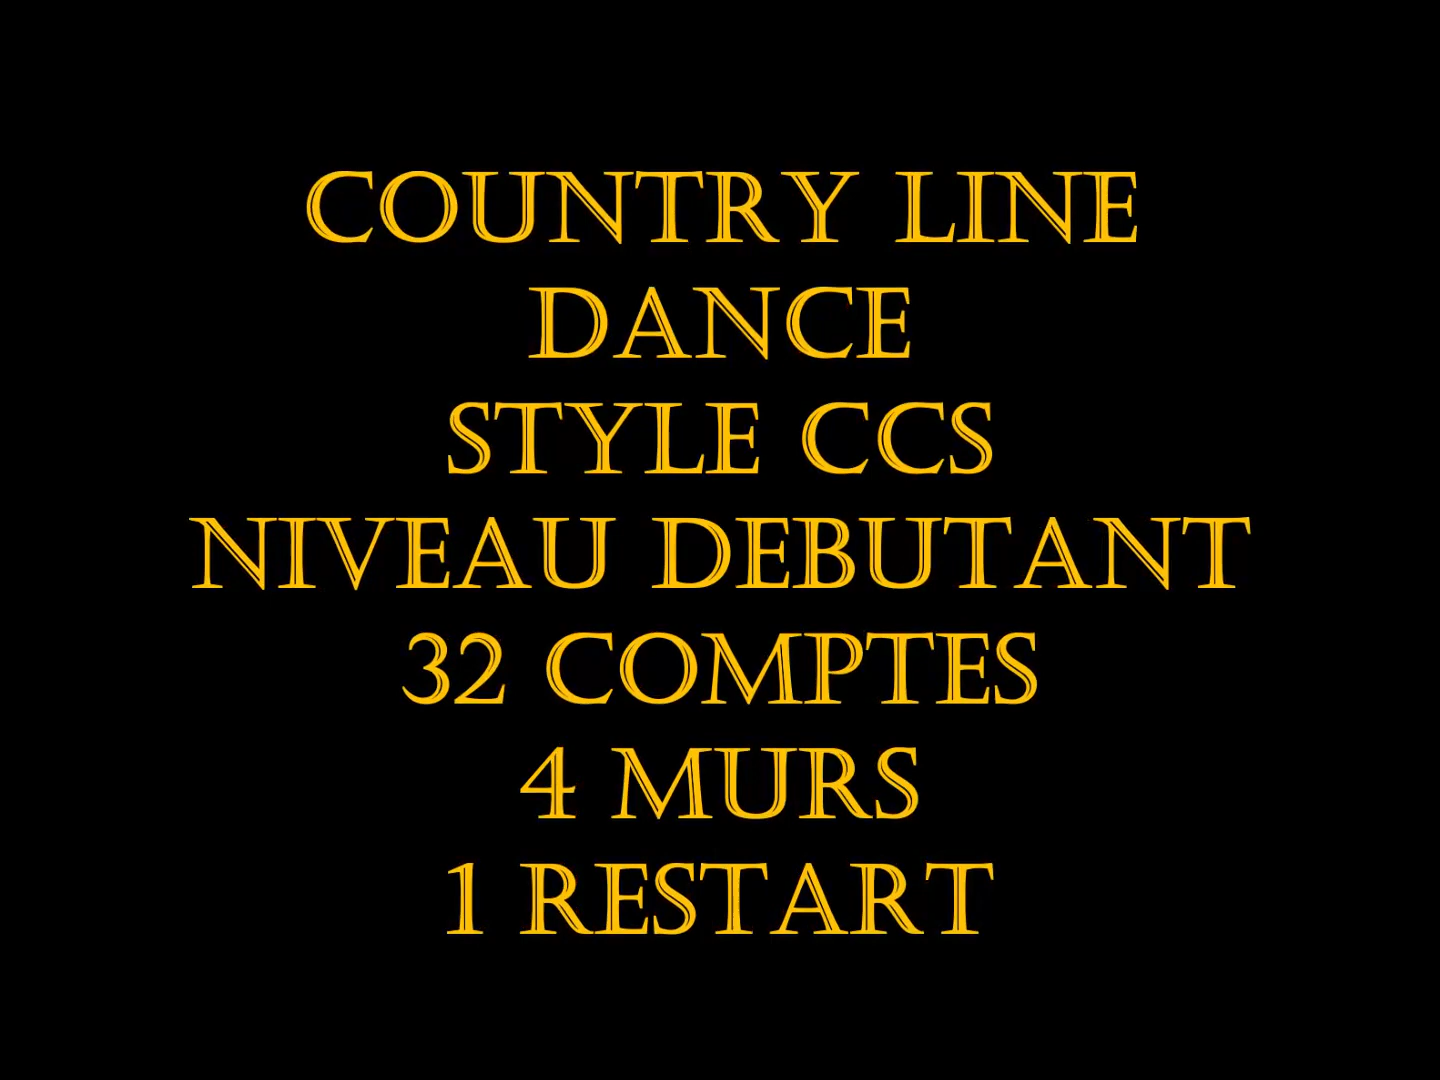 COUNTRY LINE
DANCE
STYLE CCS
NIVEAU DEBUTANT
32 COMPTES
4 MURS
1 RESTART